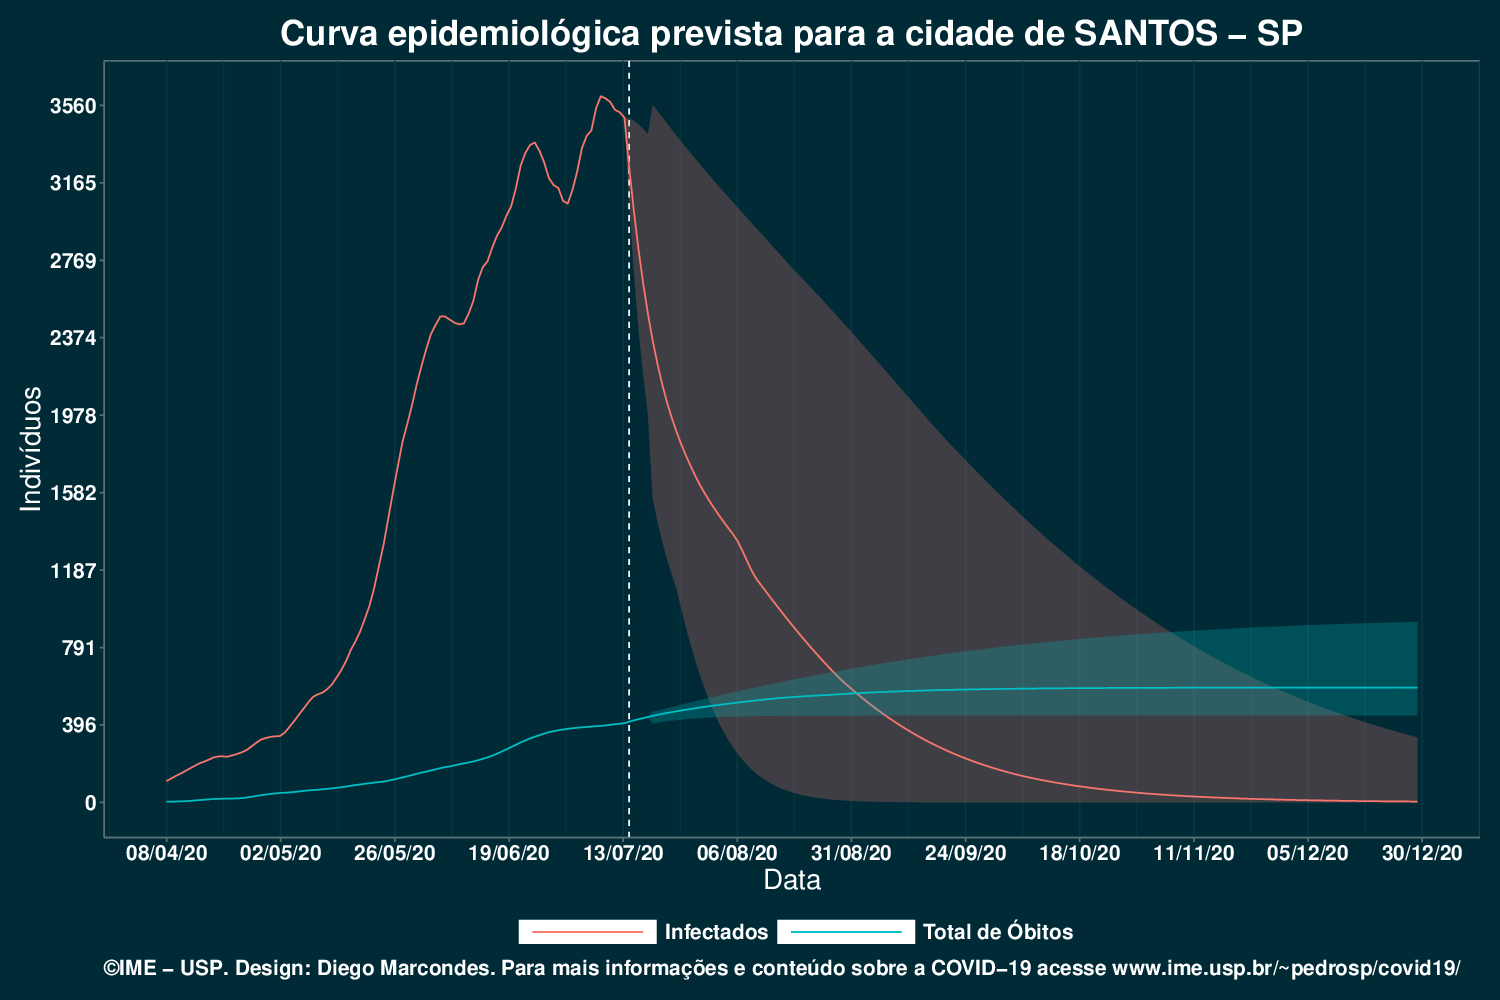 Curva epidemiológica prevista para a cidade de SANTOS – SP
Indivíduos
3560
3165
2769
2374
1978
1582
1187
791
396
0
08/04/20 02/05/20 26/05/20 19/06/20 13/07/20 06/08/20 31/08/20 24/09/20 18/10/20 11/11/20 05/12/20 30/12/20
Data
Infectados Total de Óbitos
©IME – USP. Design: Diego Marcondes. Para mais informações e conteúdo sobre a COVID–19 acesse www.ime.usp.br/~pedrosp/covid19/